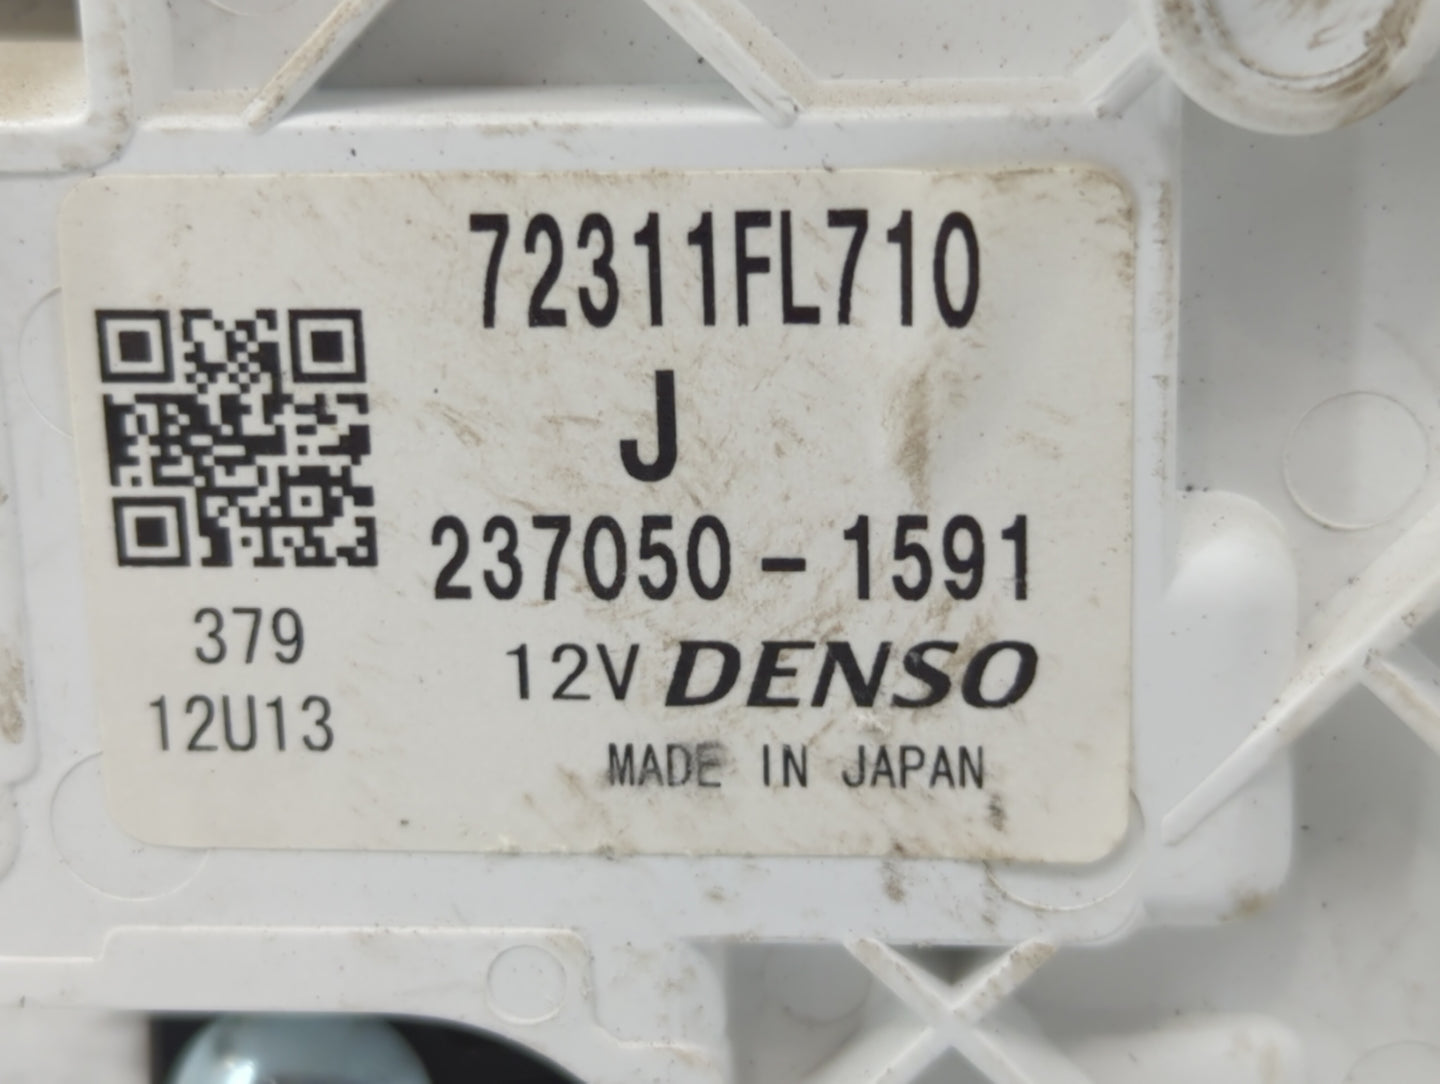 72311FL710
J
237050-1591
379
12V DENSO
12U13
MADE IN JAPAN